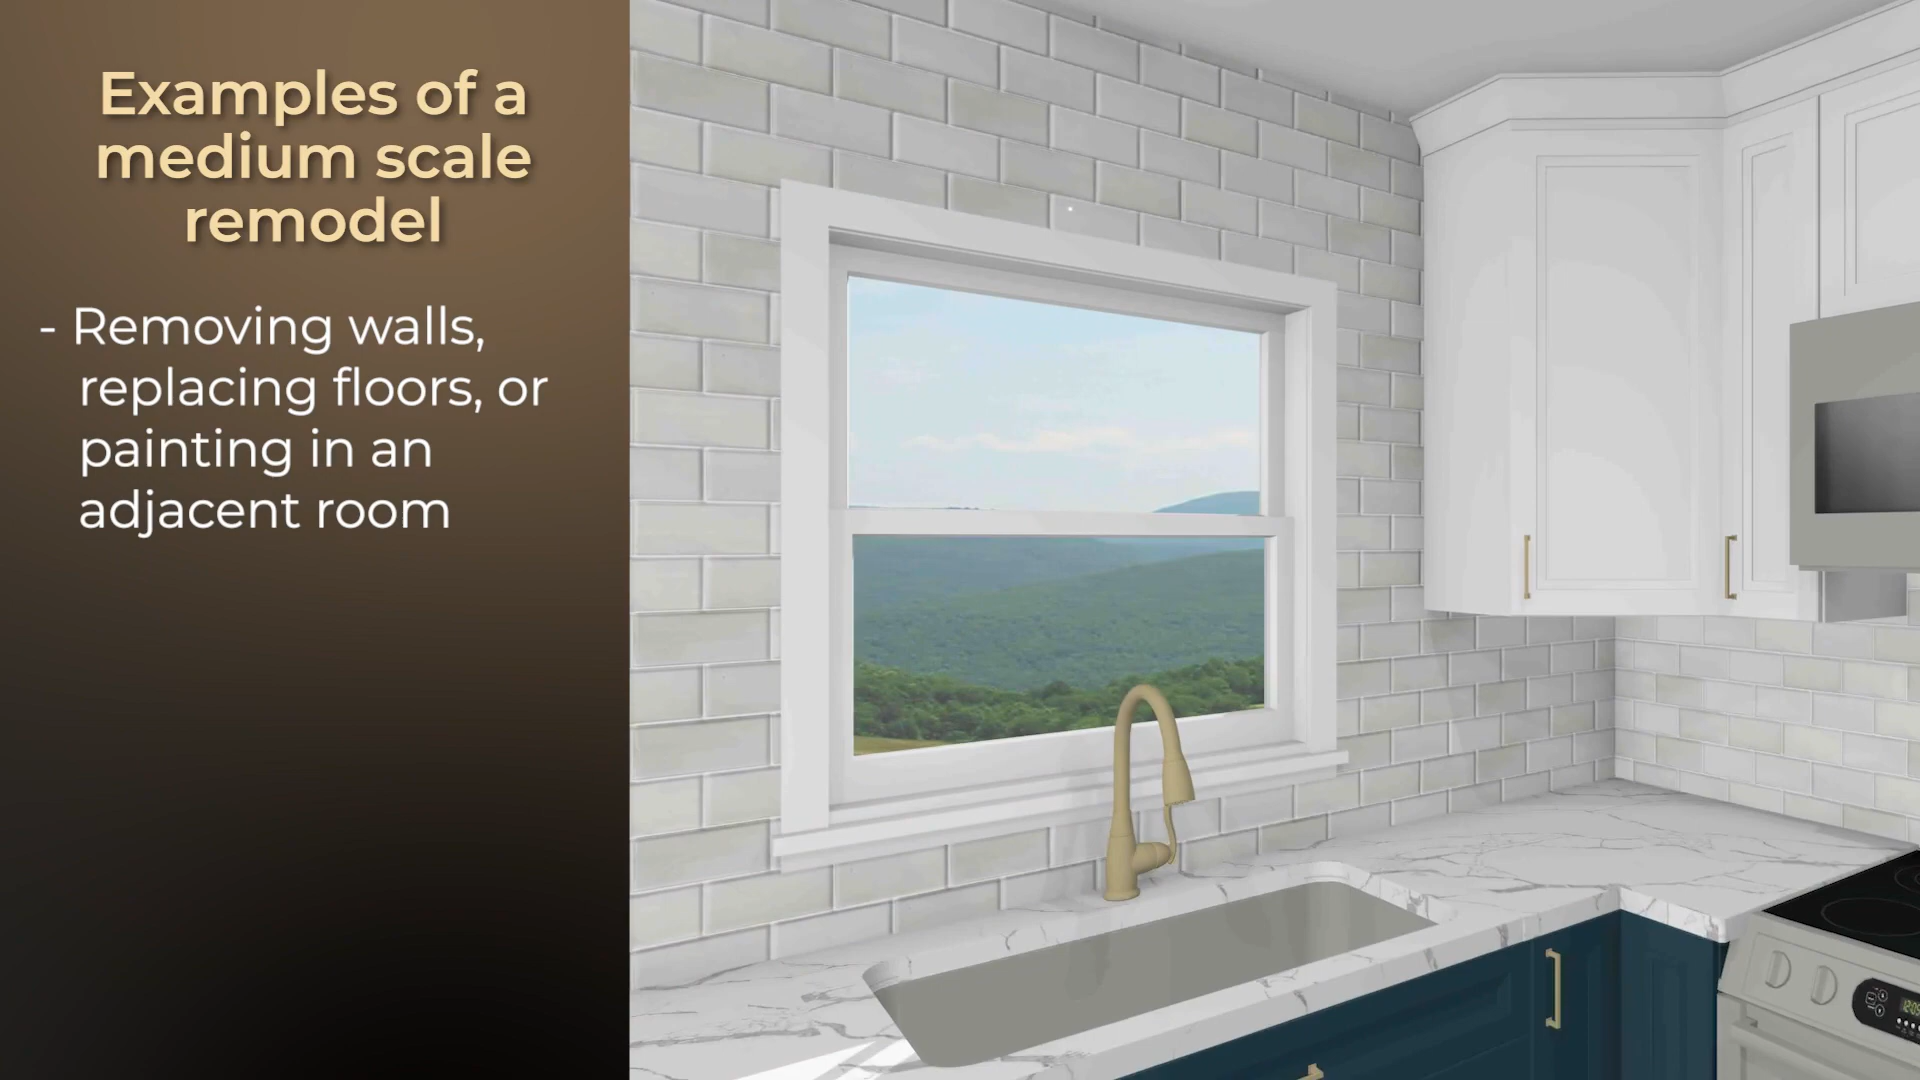 Examples of a
medium scale
remodel
- Removing walls,
replacing floors, or
painting in an
adjacent room